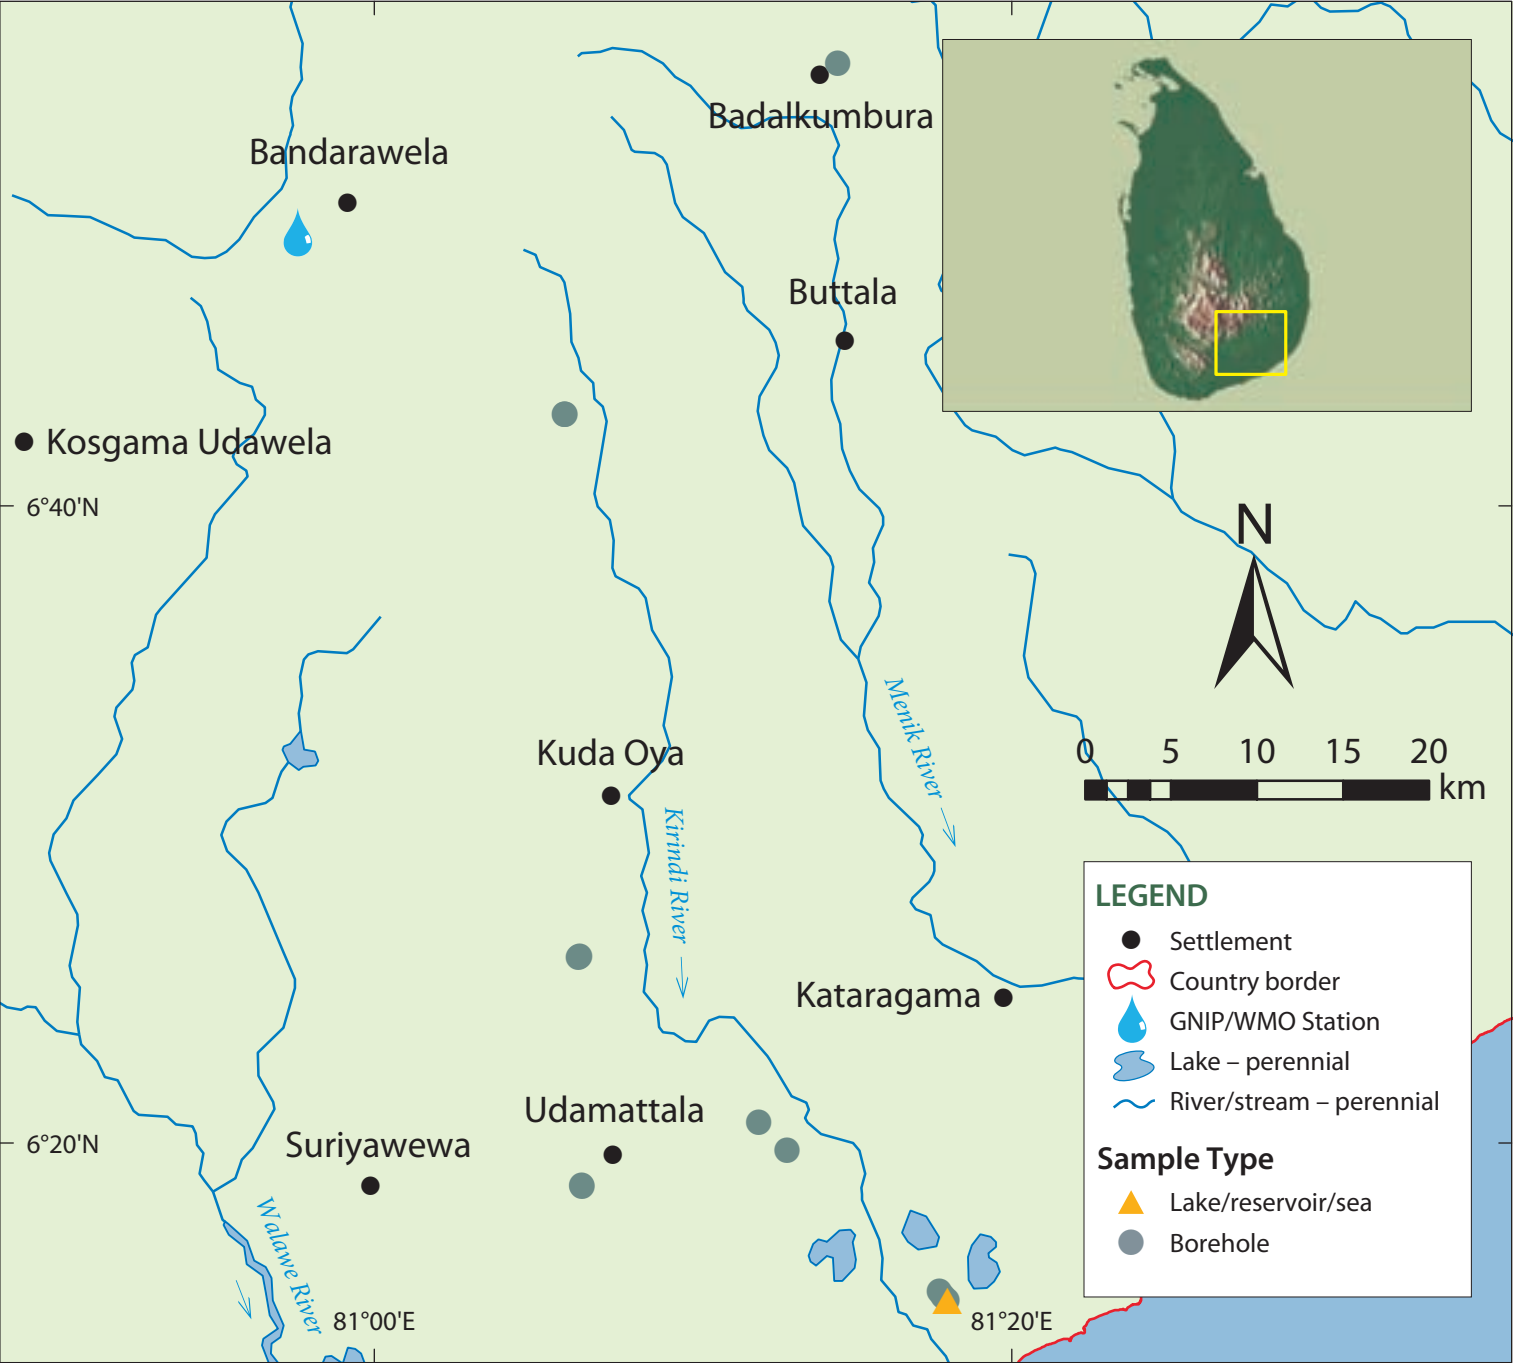 Badalkumbura
Bandarawela
Buttala
Kosgama Udawela
6°40'N
N
Menik River
0 5 10 15 20
km
Kuda Oya
Kirindi River
LEGEND
Settlement
Country border
GNIP/WMO Station
Lake – perennial
River/stream – perennial
Sample Type
Lake/reservoir/sea
Borehole
Kataragama
Udamattala
6°20'N
Suriyawewa
Walawe River
81°00'E
81°20'E